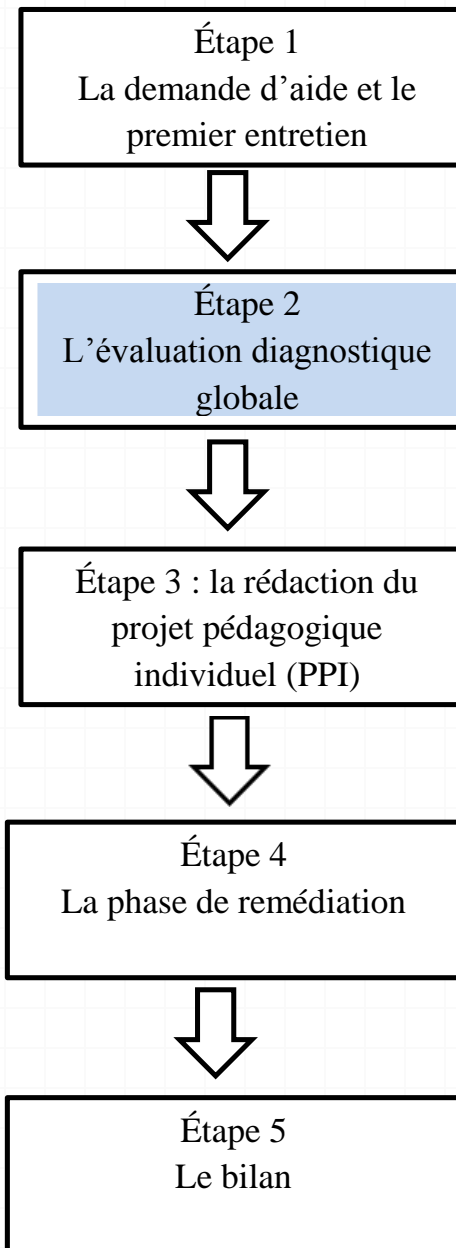 Étape 1
La demande d’aide et le
premier entretien
Étape 2
L’évaluation diagnostique
globale
Étape 3 : la rédaction du
projet pédagogique
individuel (PPI)
Étape 4
La phase de remédiation
Étape 5
Le bilan